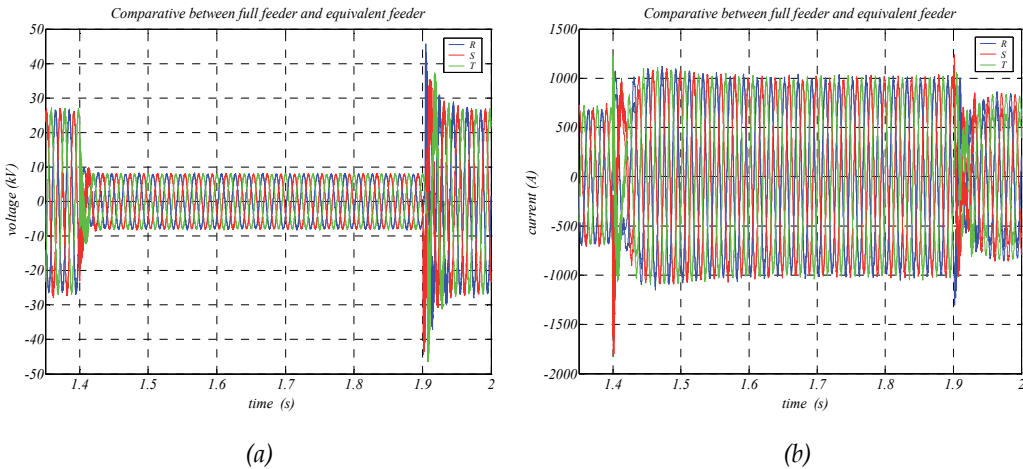 Comparative between full feeder and equivalent feeder
50
40
30
20
10
0
-10
-20
-30
-40
-50
voltage (kV)
R
S
T
1.4
1.5
1.6
1.7
1.8
1.9
2
time (s)
(a)
Comparative between full feeder and equivalent feeder
1500
1000
500
0
-500
-1000
-1500
-2000
current (A)
R
S
T
1.4
1.5
1.6
1.7
1.8
1.9
2
time (s)
(b)